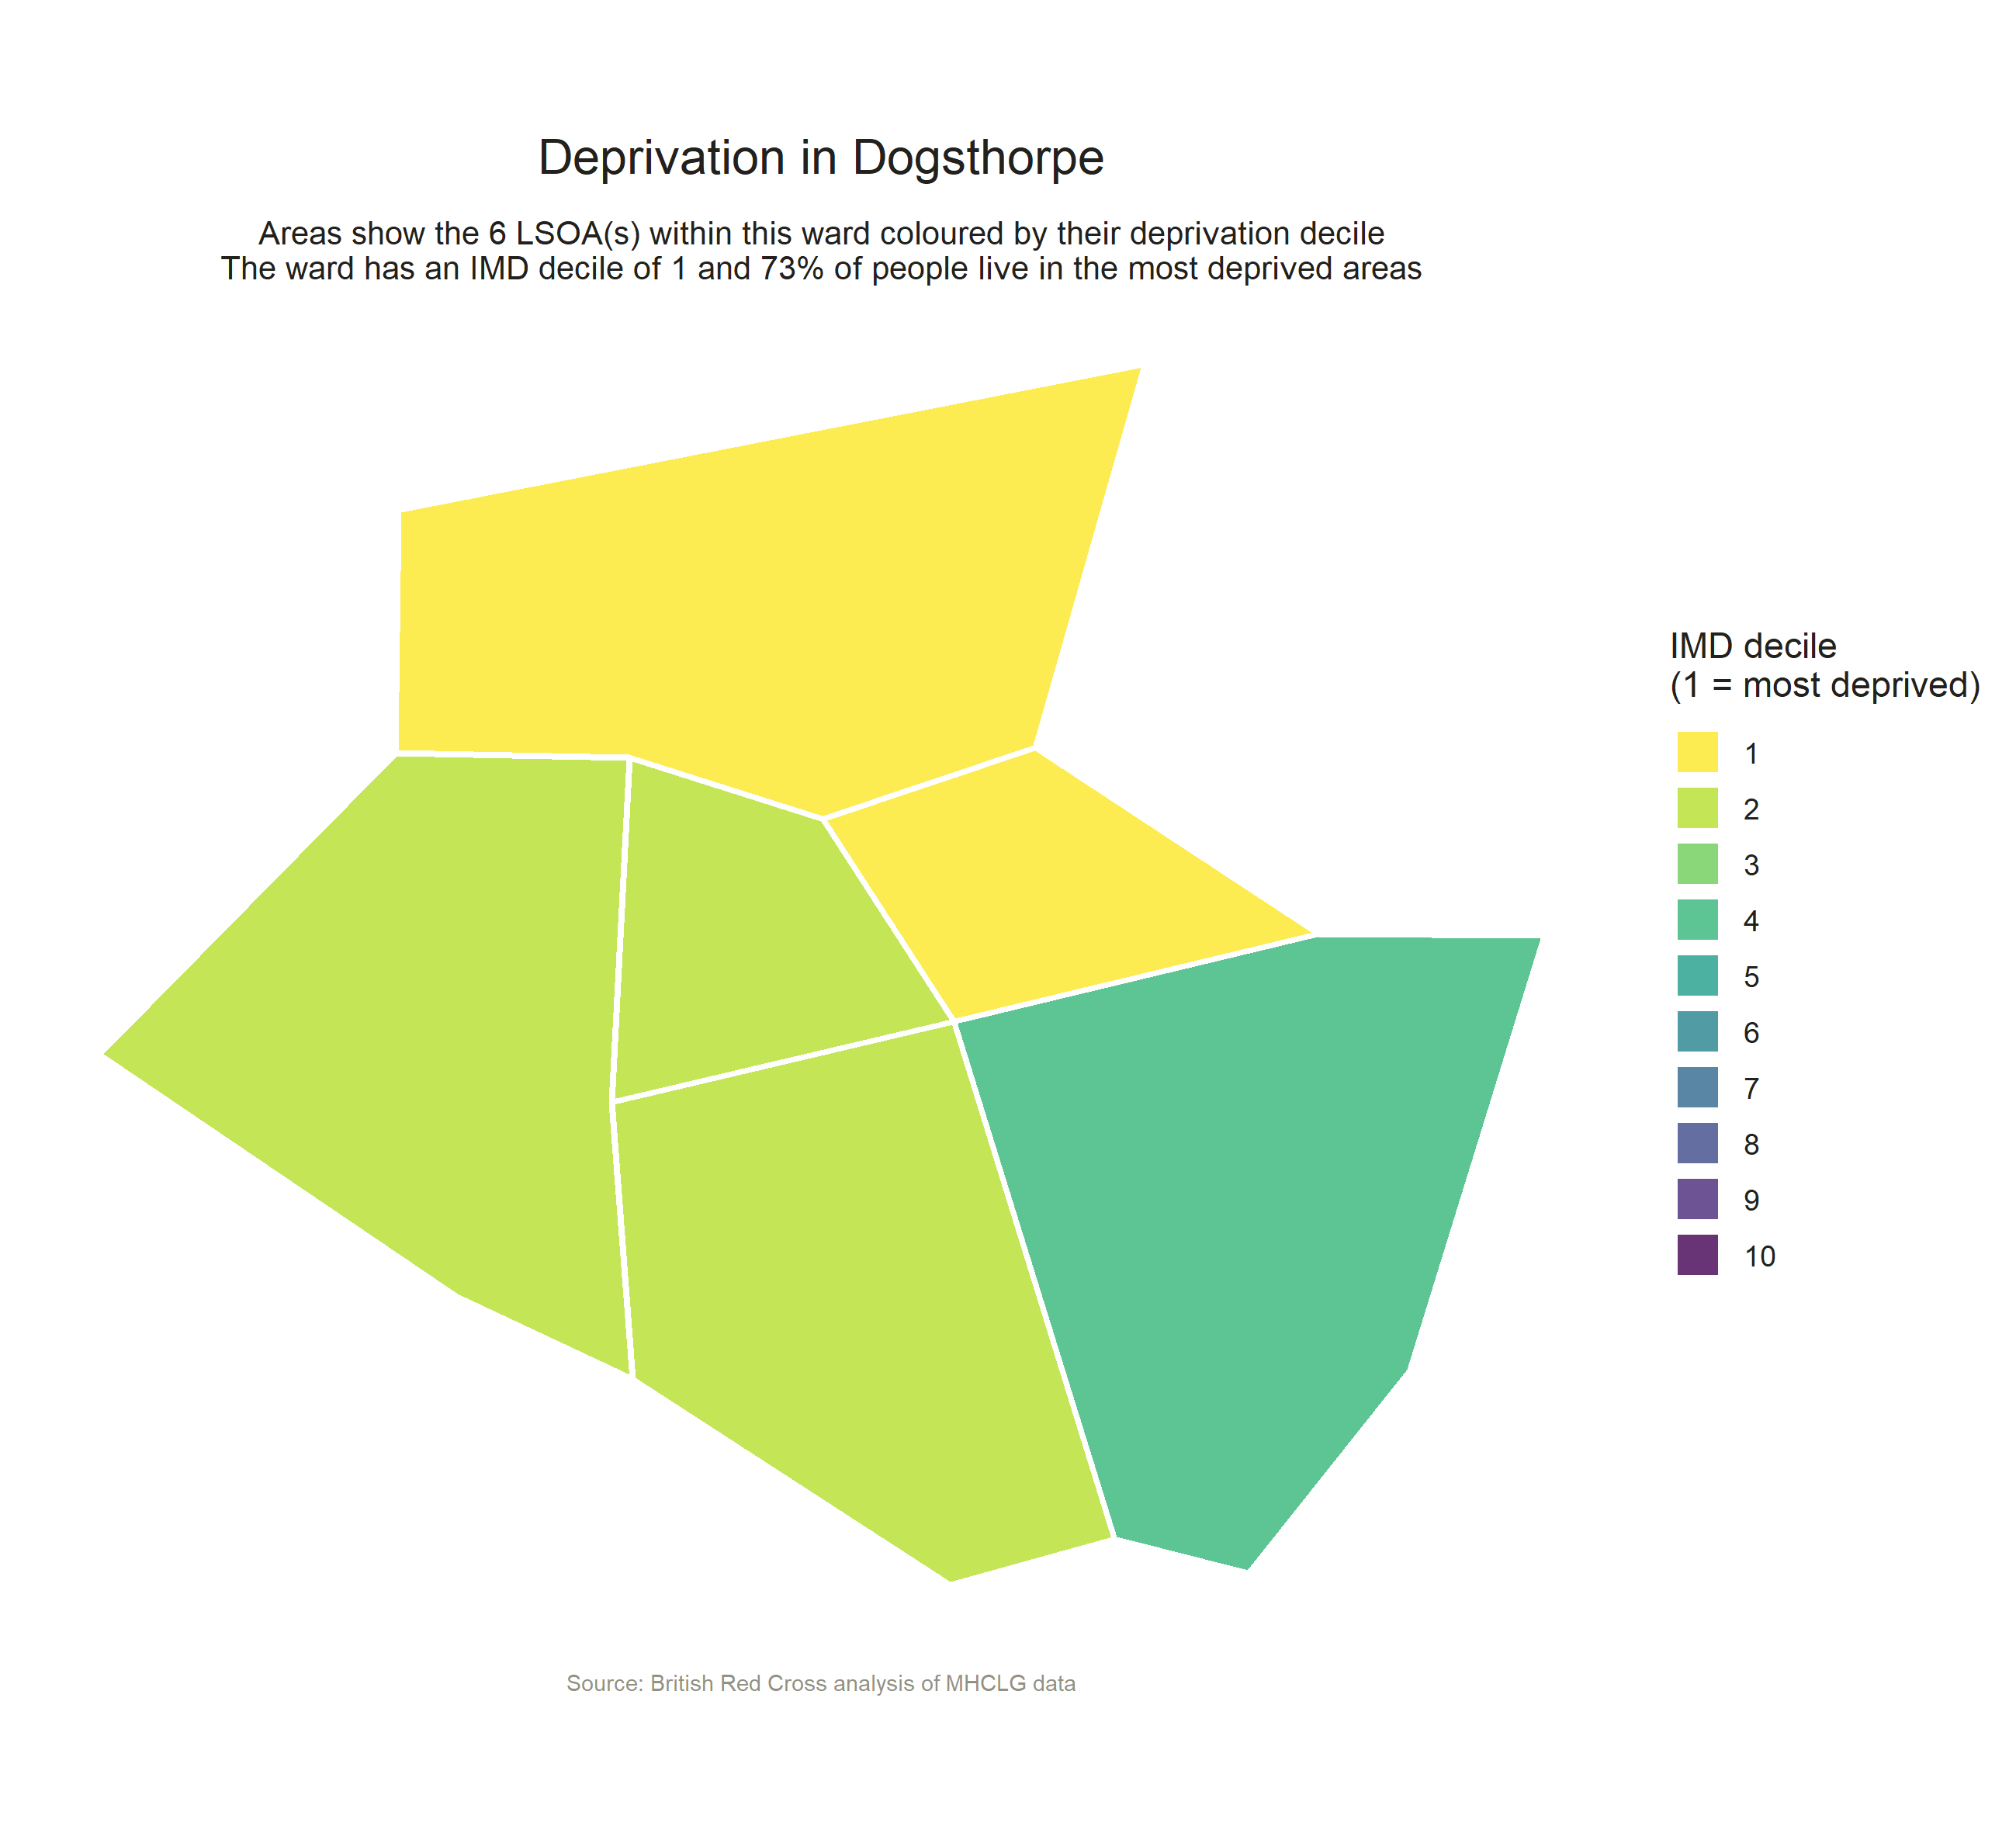 Deprivation in Dogsthorpe
Areas show the 6 LSOA(s) within this ward coloured by their deprivation decile
The ward has an IMD decile of 1 and 73% of people live in the most deprived areas
IMD decile
(1 = most deprived)
1
2
3
4
5
6
7
8
9
10
Source: British Red Cross analysis of MHCLG data